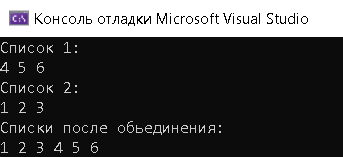 Консоль отладки Microsoft Visual Studio
Список 1:
4 5 6
Список 2:
1 2 3
Списки после обьединения:
1 2 3 4 5 6